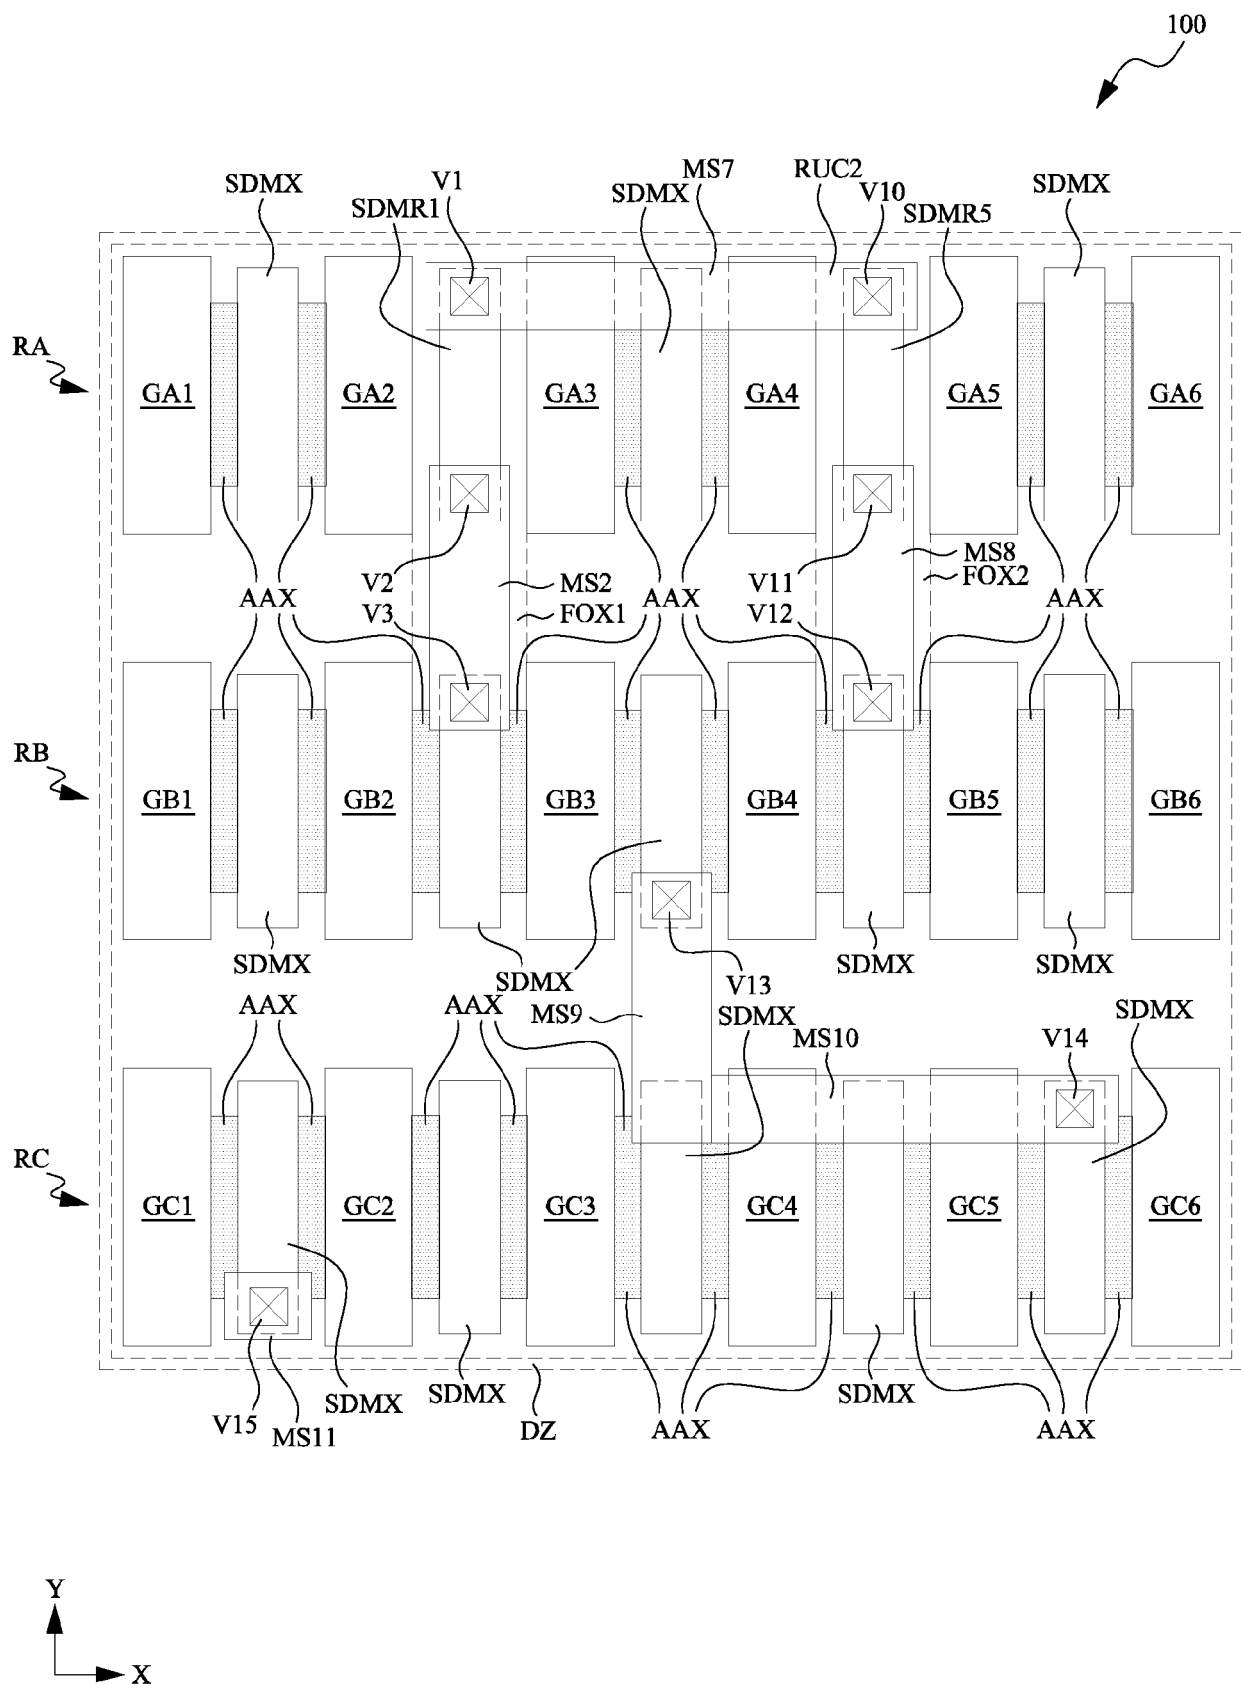 100
SDMX
V1
SDMR1
SDMX
MS7
RUC2
V10
SDMR5
SDMX
RA
GA1
GA2
GA3
GA4
GA5
GA6
AAX
V2
V3
MS2
FOX1
AAX
V11
V12
MS8
FOX2
AAX
RB
GB1
GB2
GB3
GB4
GB5
GB6
SDMX
SDMX
V13
SDMX
SDMX
AAX
AAX
MS9
SDMX
MS10
V14
SDMX
RC
GC1
GC2
GC3
GC4
GC5
GC6
V15
MS11
SDMX
SDMX
DZ
AAX
SDMX
AAX
Y
X